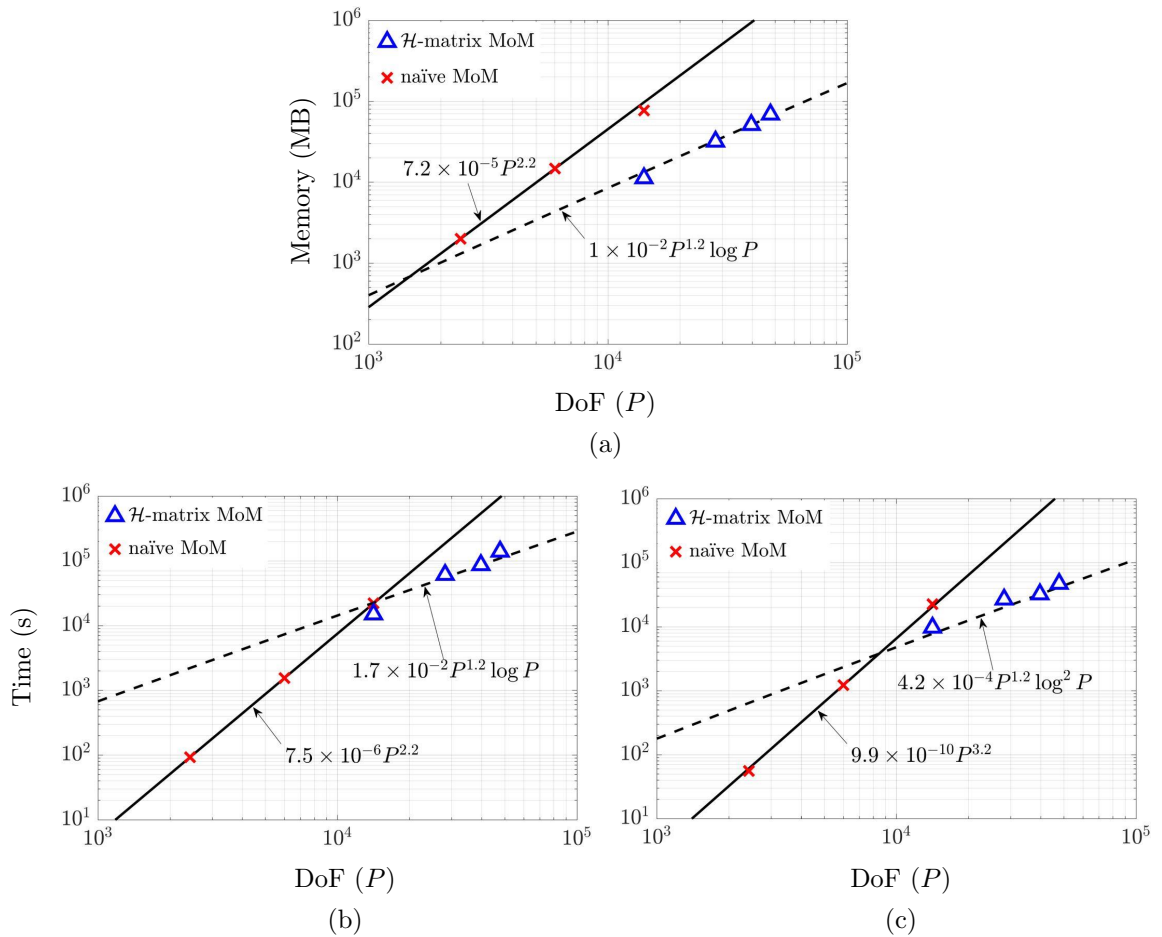 10^6
10^5
10^4
10^3
10^2
Memory (MB)
ℋ-matrix MoM
naïve MoM
7.2 × 10^{-5}P^{2.2}
1 × 10^{-2}P^{1.2} log P
10^3
10^4
10^5
DoF (P)
(a)
10^6
10^5
10^4
10^3
10^2
10^1
Time (s)
ℋ-matrix MoM
naïve MoM
1.7 × 10^{-2}P^{1.2} log P
7.5 × 10^{-6}P^{2.2}
10^3
10^4
10^5
DoF (P)
(b)
10^6
10^5
10^4
10^3
10^2
10^1
ℋ-matrix MoM
naïve MoM
4.2 × 10^{-4}P^{1.2} log^2 P
9.9 × 10^{-10}P^{3.2}
10^3
10^4
10^5
DoF (P)
(c)